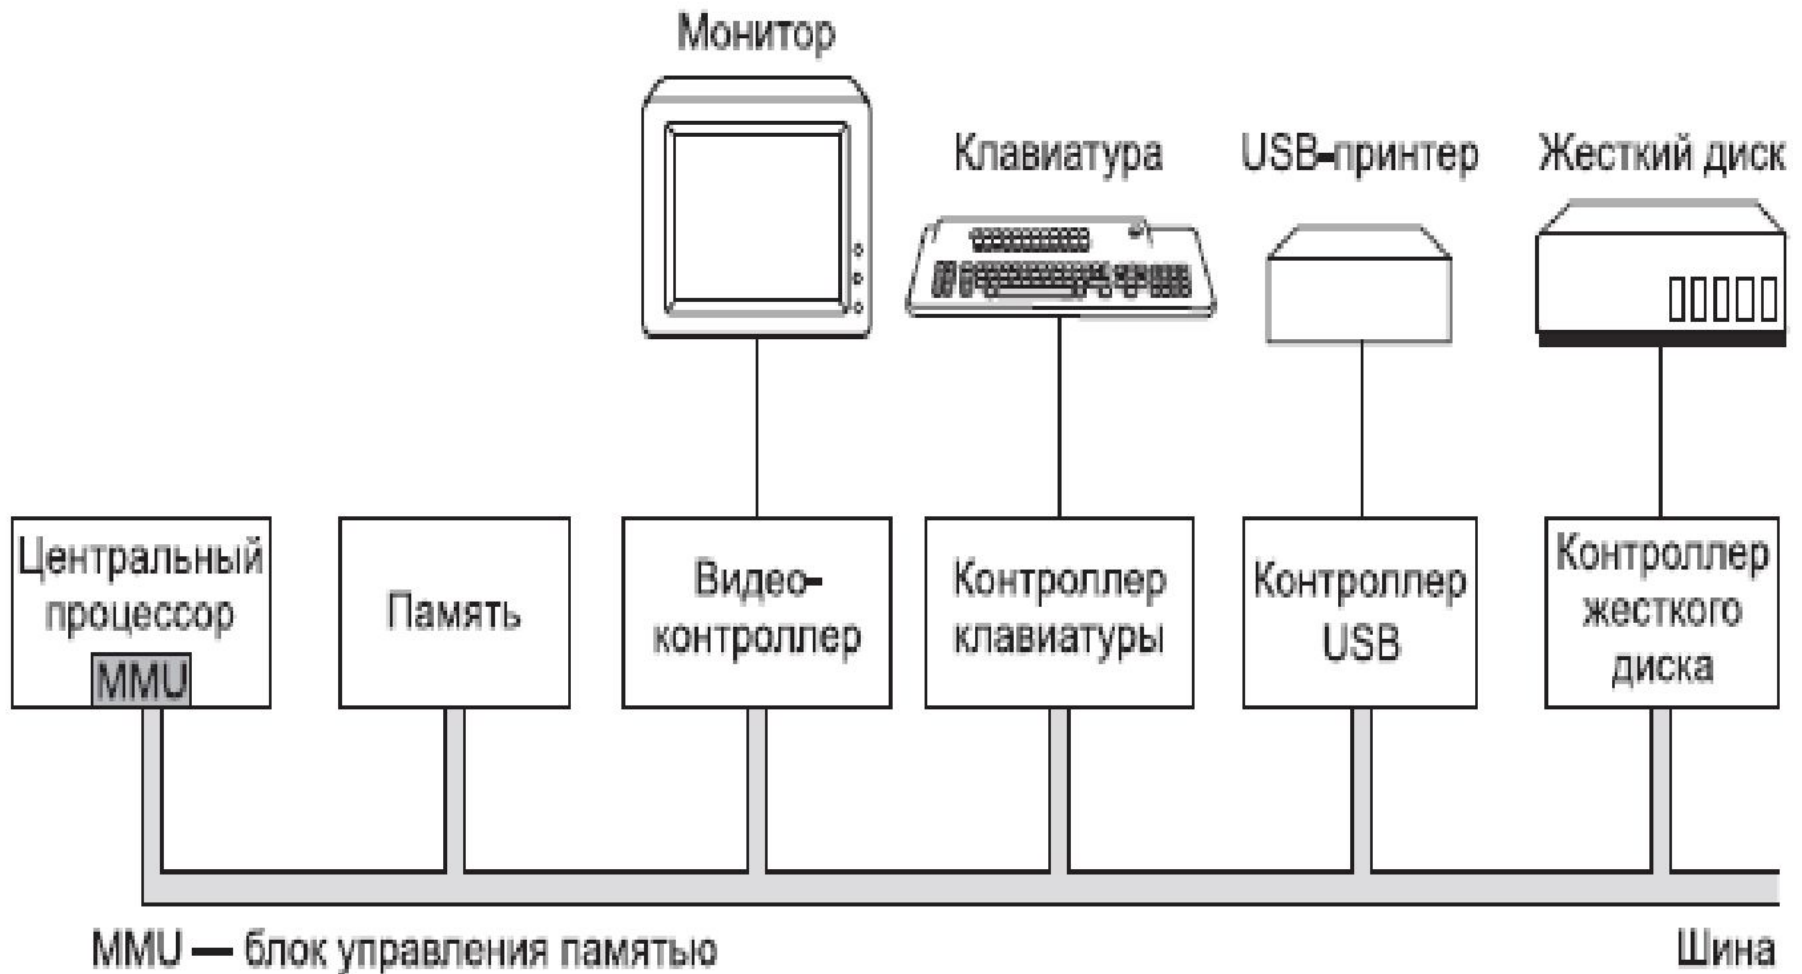 Монитор
Клавиатура
USB-принтер
Жесткий диск
Центральный
процессор
MMU
Память
Видео-
контроллер
Контроллер
клавиатуры
Контроллер
USB
Контроллер
жесткого
диска
MMU — блок управления памятью
Шина